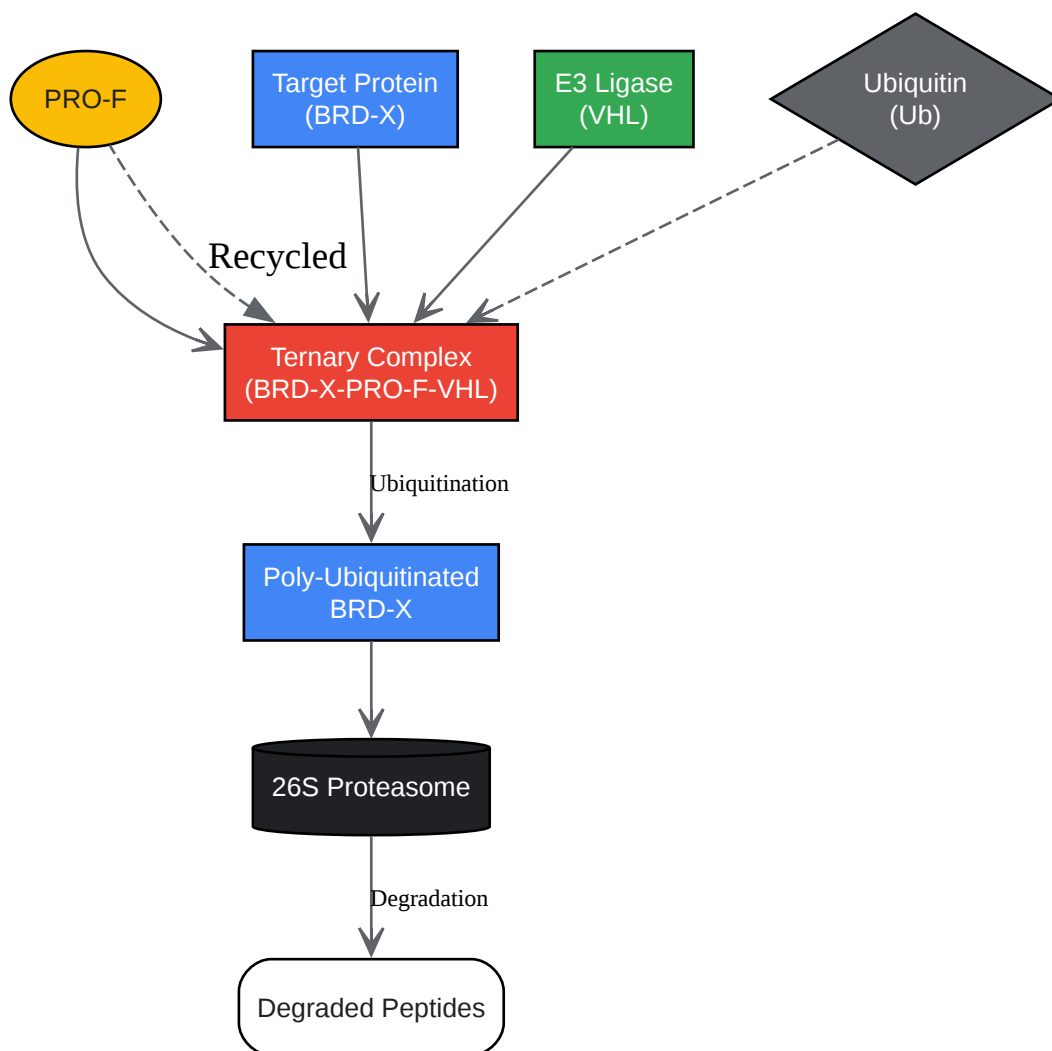 PRO-F
Target Protein
(BRD-X)
E3 Ligase
(VHL)
Ubiquitin
(Ub)
Recycled
Ternary Complex
(BRD-X-PRO-F-VHL)
Ubiquitination
Poly-Ubiquitinated
BRD-X
26S Proteasome
Degradation
Degraded Peptides